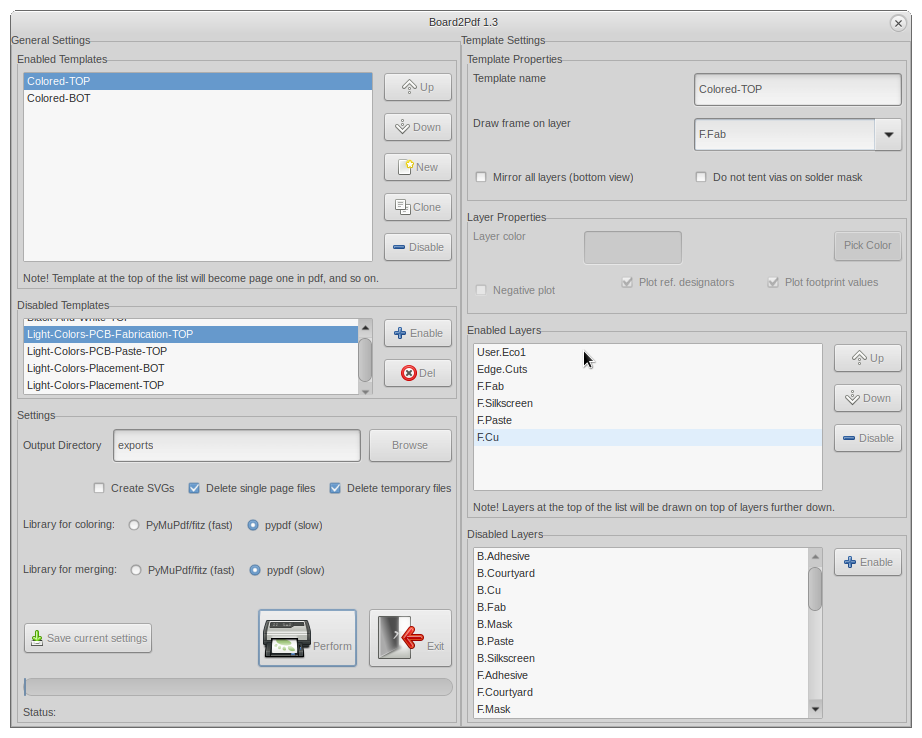 Board2Pdf 1.3
General Settings
Enabled Templates
Colored-TOP
Colored-BOT
Up
Down
New
Clone
Disable
Note! Template at the top of the list will become page one in pdf, and so on.
Disabled Templates
Black-And-White-TOP
Light-Colors-PCB-Fabrication-TOP
Light-Colors-PCB-Paste-TOP
Light-Colors-Placement-BOT
Light-Colors-Placement-TOP
Enable
Del
Settings
Output Directory
exports
Browse
Create SVGs
Delete single page files
Delete temporary files
Library for coloring:
PyMuPdf/fitz (fast)
pypdf (slow)
Library for merging:
PyMuPdf/fitz (fast)
pypdf (slow)
Save current settings
Perform
Exit
Status:
Template Settings
Template Properties
Template name
Colored-TOP
Draw frame on layer
F.Fab
Mirror all layers (bottom view)
Do not tent vias on solder mask
Layer Properties
Layer color
Pick Color
Negative plot
Plot ref. designators
Plot footprint values
Enabled Layers
User.Eco1
Edge.Cuts
F.Fab
F.Silkscreen
F.Paste
F.Cu
Up
Down
Disable
Note! Layers at the top of the list will be drawn on top of layers further down.
Disabled Layers
B.Adhesive
B.Courtyard
B.Cu
B.Fab
B.Mask
B.Paste
B.Silkscreen
F.Adhesive
F.Courtyard
F.Mask
Enable